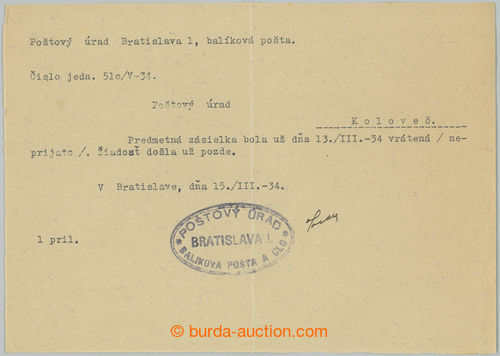 Poštový úrad Bratislava 1, balíková pošta.
Číslo jedn. 51o/V-34.
Poštový úrad
Koloveč.
Predmetná zásielka bola už dňa 13./III.-34 vrátená / ne-
prijato /. Žiadosť došla už pozde.
V Bratislave, dňa 15./III.-34.
POŠTOVÝ ÚRAD
BRATISLAVA 1.
BALÍKOVÁ POŠTA A CLO
1 pril.
burda-auction.com